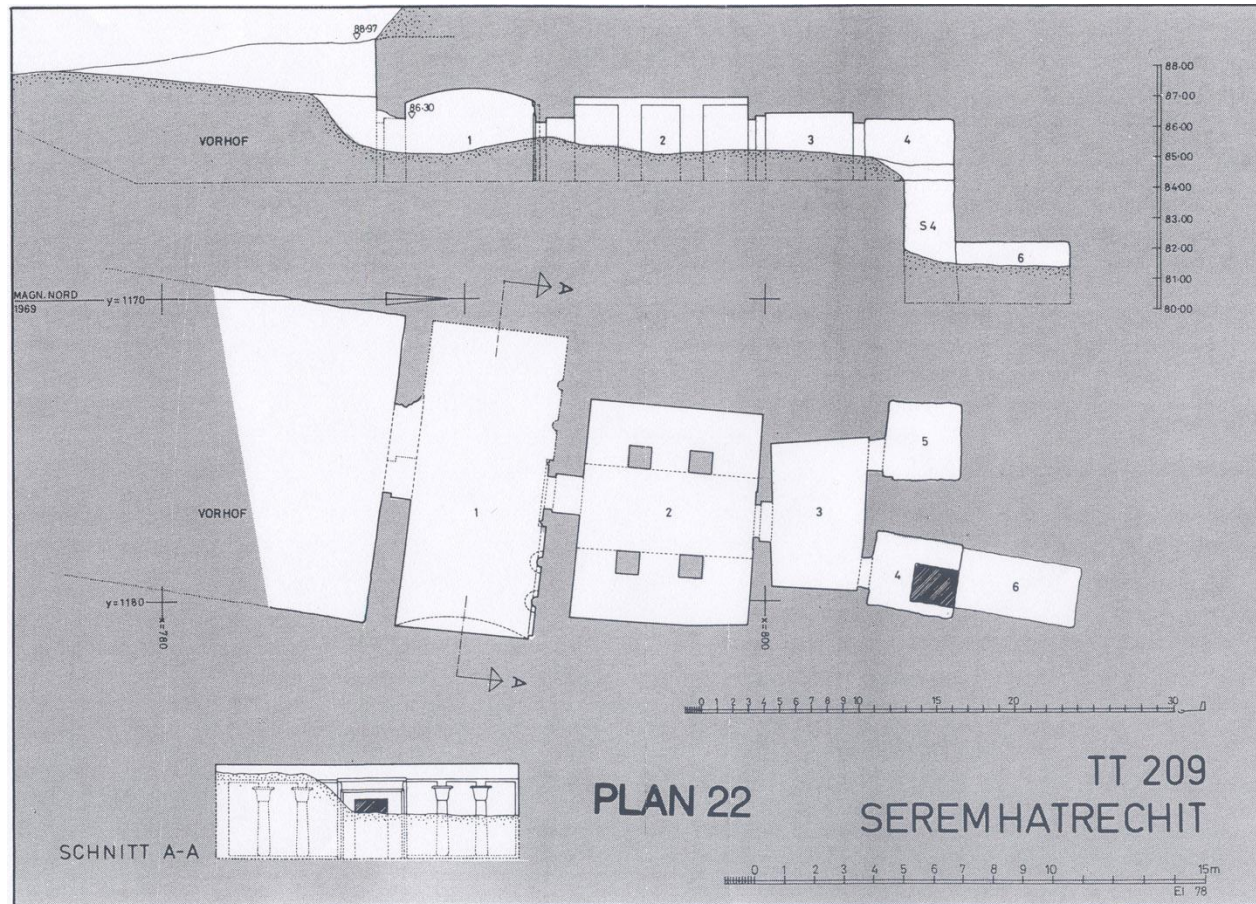 88·97
86·30
VORHOF
1
2
3
4
S 4
6
88·00
87·00
86·00
85·00
84·00
83·00
82·00
81·00
80·00
MAGN. NORD
1969
y=1170
A
VORHOF
1
2
3
5
4
6
y=1180
x=780
x=800
A
0 1 2 3 4 5 6 7 8 9 10 15 20 30
SCHNITT A-A
PLAN 22
TT 209
SEREMHATRECHIT
0 1 2 3 4 5 6 7 8 9 10 15m
EI 78